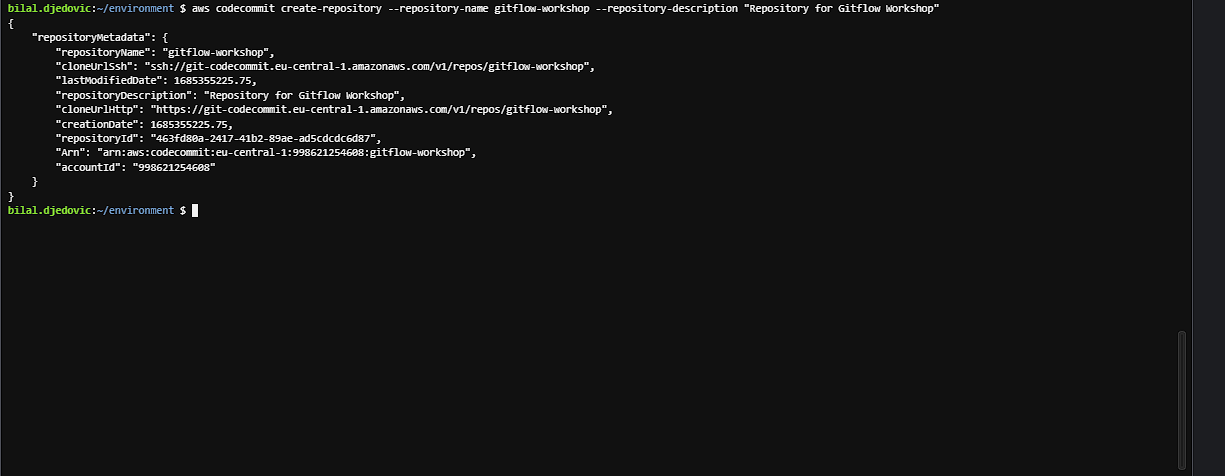 bilal.djedovic:~/environment $ aws codecommit create-repository --repository-name gitflow-workshop --repository-description "Repository for Gitflow Workshop"
{
    "repositoryMetadata": {
        "repositoryName": "gitflow-workshop",
        "cloneUrlSsh": "ssh://git-codecommit.eu-central-1.amazonaws.com/v1/repos/gitflow-workshop",
        "lastModifiedDate": 1685355225.75,
        "repositoryDescription": "Repository for Gitflow Workshop",
        "cloneUrlHttp": "https://git-codecommit.eu-central-1.amazonaws.com/v1/repos/gitflow-workshop",
        "creationDate": 1685355225.75,
        "repositoryId": "463fd80a-2417-41b2-89ae-ad5cdcdc6d87",
        "Arn": "arn:aws:codecommit:eu-central-1:998621254608:gitflow-workshop",
        "accountId": "998621254608"
    }
}
bilal.djedovic:~/environment $